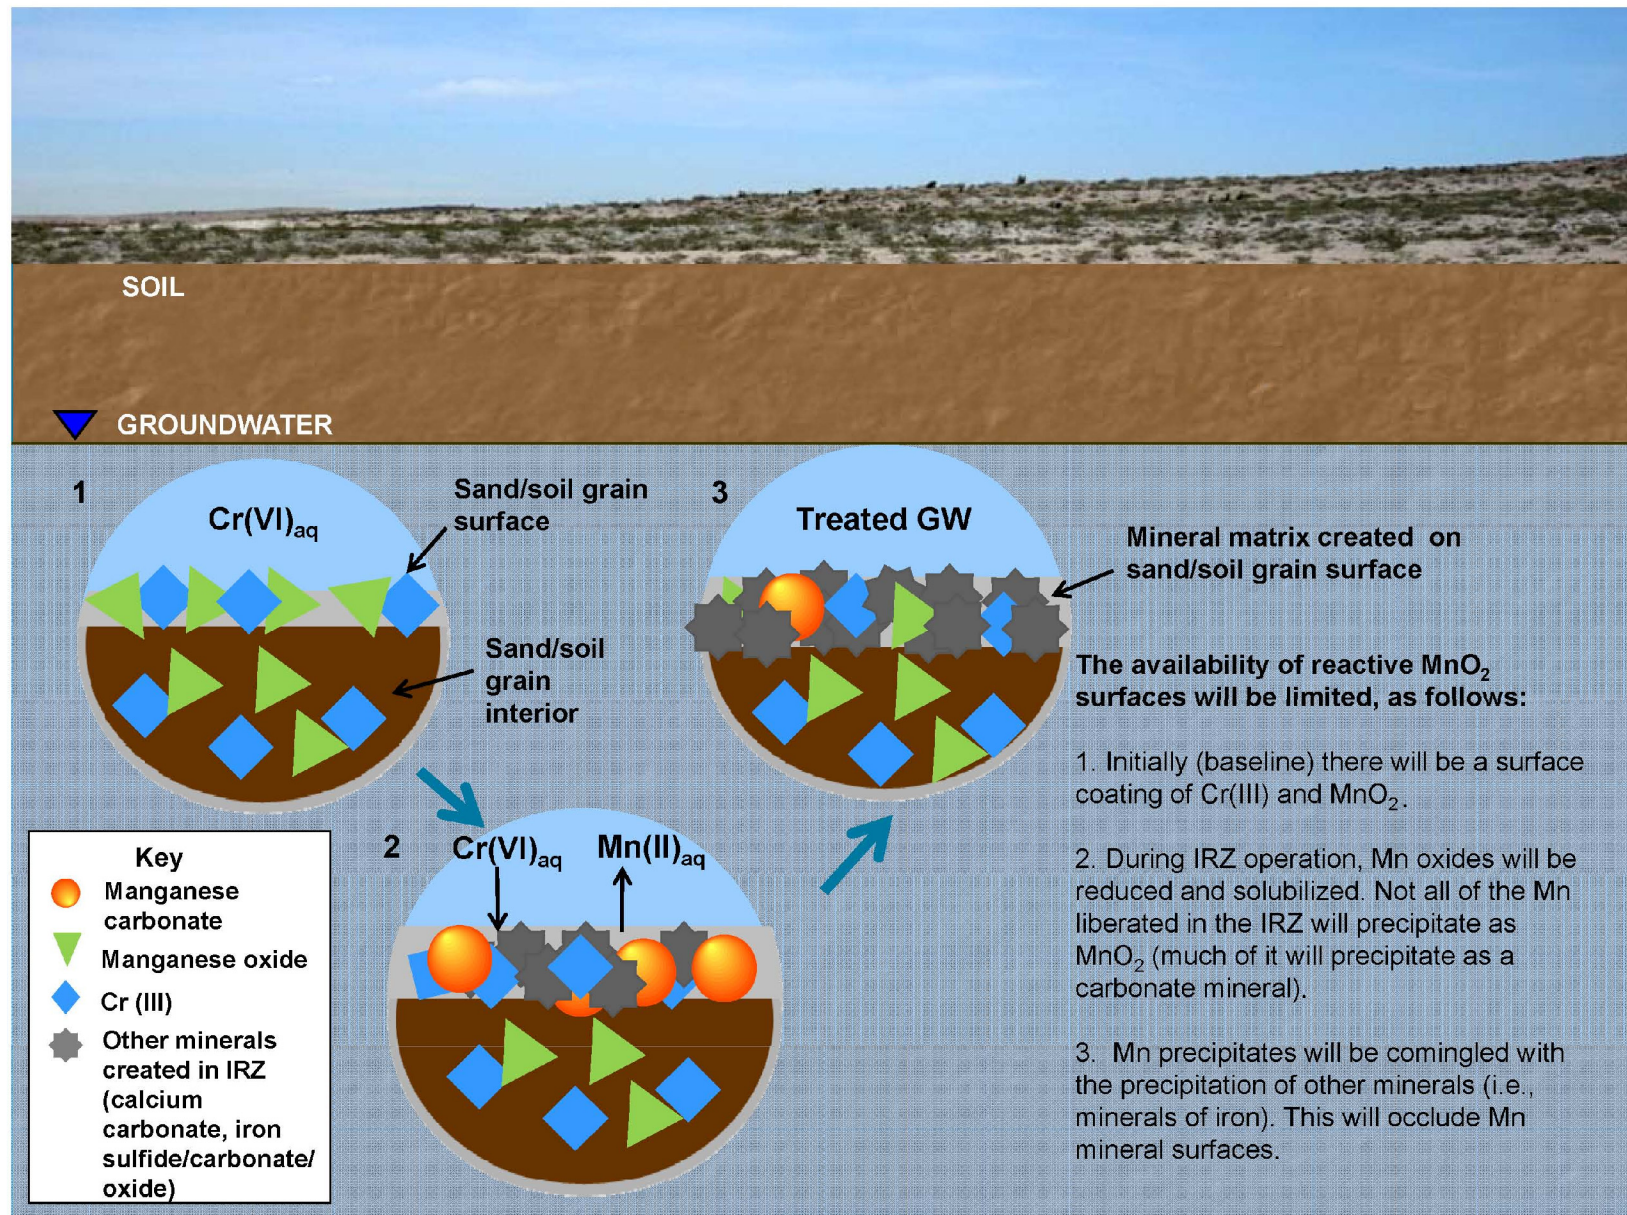 SOIL
GROUNDWATER
1
Cr(VI)aq
Sand/soil grain
surface
Sand/soil
grain
interior
3
Treated GW
Mineral matrix created on
sand/soil grain surface
2
Cr(VI)aq
Mn(II)aq
Key
Manganese
carbonate
Manganese oxide
Cr (III)
Other minerals
created in IRZ
(calcium
carbonate, iron
sulfide/carbonate/
oxide)
The availability of reactive MnO2
surfaces will be limited, as follows:
1. Initially (baseline) there will be a surface
coating of Cr(III) and MnO2.
2. During IRZ operation, Mn oxides will be
reduced and solubilized. Not all of the Mn
liberated in the IRZ will precipitate as
MnO2 (much of it will precipitate as a
carbonate mineral).
3. Mn precipitates will be comingled with
the precipitation of other minerals (i.e.,
minerals of iron). This will occlude Mn
mineral surfaces.